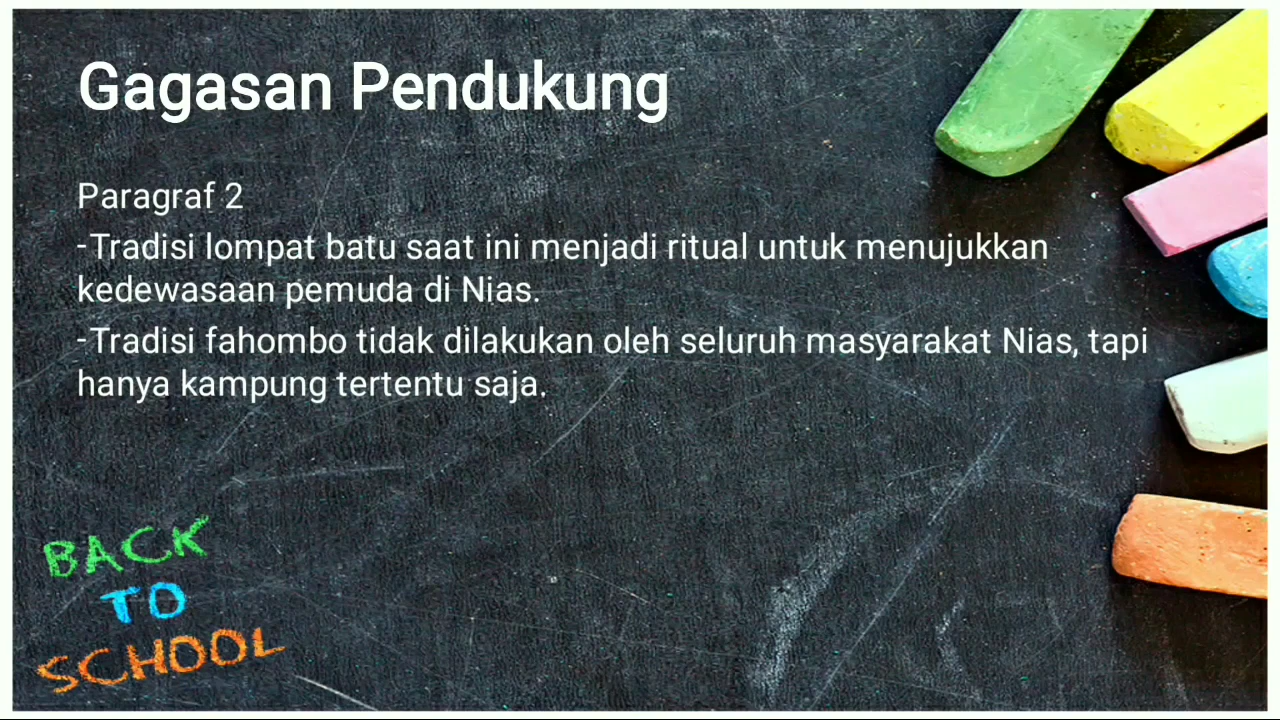 Gagasan Pendukung
Paragraf 2
-Tradisi lompat batu saat ini menjadi ritual untuk menujukkan
kedewasaan pemuda di Nias.
-Tradisi fahombo tidak dilakukan oleh seluruh masyarakat Nias, tapi
hanya kampung tertentu saja.
BACK
TO
SCHOOL